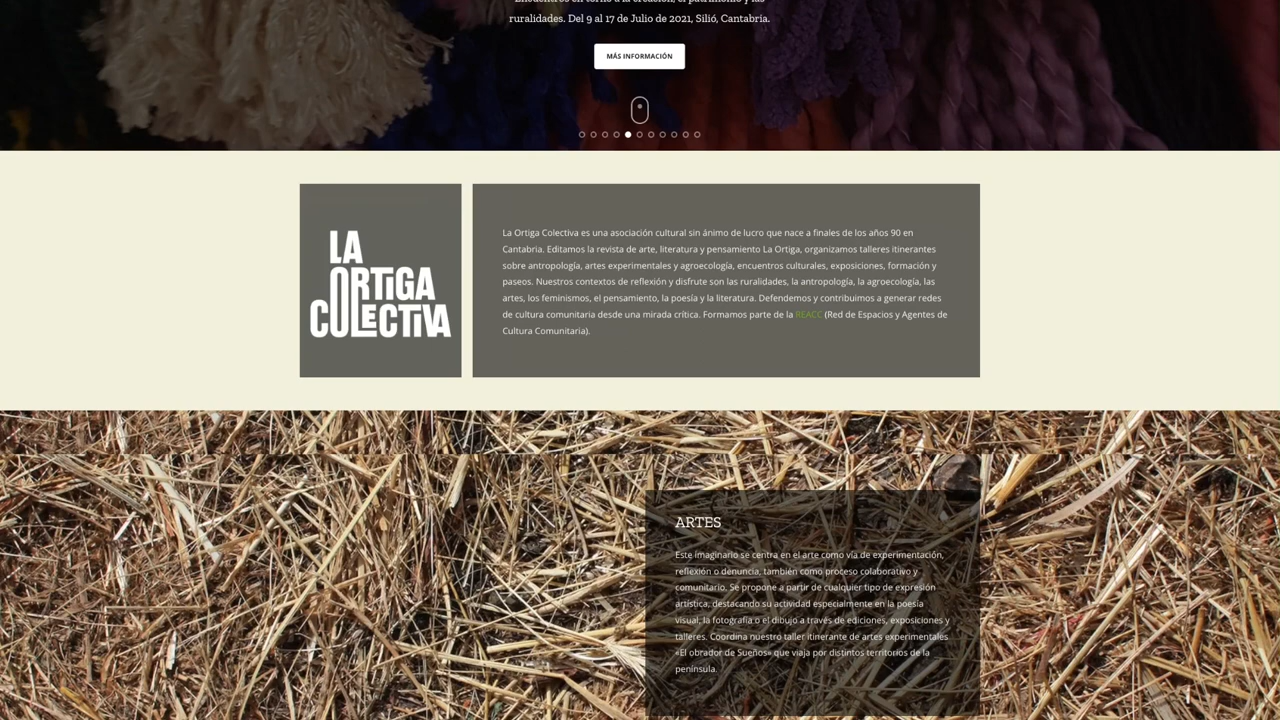 Encuentros en torno a la creación, el patrimonio y las
ruralidades. Del 9 al 17 de Julio de 2021, Silió, Cantabria.
MÁS INFORMACIÓN
LA
ORTIGA
COLECTIVA
La Ortiga Colectiva es una asociación cultural sin ánimo de lucro que nace a finales de los años 90 en
Cantabria. Editamos la revista de arte, literatura y pensamiento La Ortiga, organizamos talleres itinerantes
sobre antropología, artes experimentales y agroecología, encuentros culturales, exposiciones, formación y
paseos. Nuestros contextos de reflexión y disfrute son las ruralidades, la antropología, la agroecología, las
artes, los feminismos, el pensamiento, la poesía y la literatura. Defendemos y contribuimos a generar redes
de cultura comunitaria desde una mirada crítica. Formamos parte de la REACC (Red de Espacios y Agentes de
Cultura Comunitaria).
ARTES
Este imaginario se centra en el arte como vía de experimentación,
reflexión o denuncia, también como proceso colaborativo y
comunitario. Se propone a partir de cualquier tipo de expresión
artística, destacando su actividad especialmente en la poesía
visual, la fotografía o el dibujo a través de ediciones, exposiciones y
talleres. Coordina nuestro taller itinerante de artes experimentales
«El obrador de Sueños» que viaja por distintos territorios de la
península.